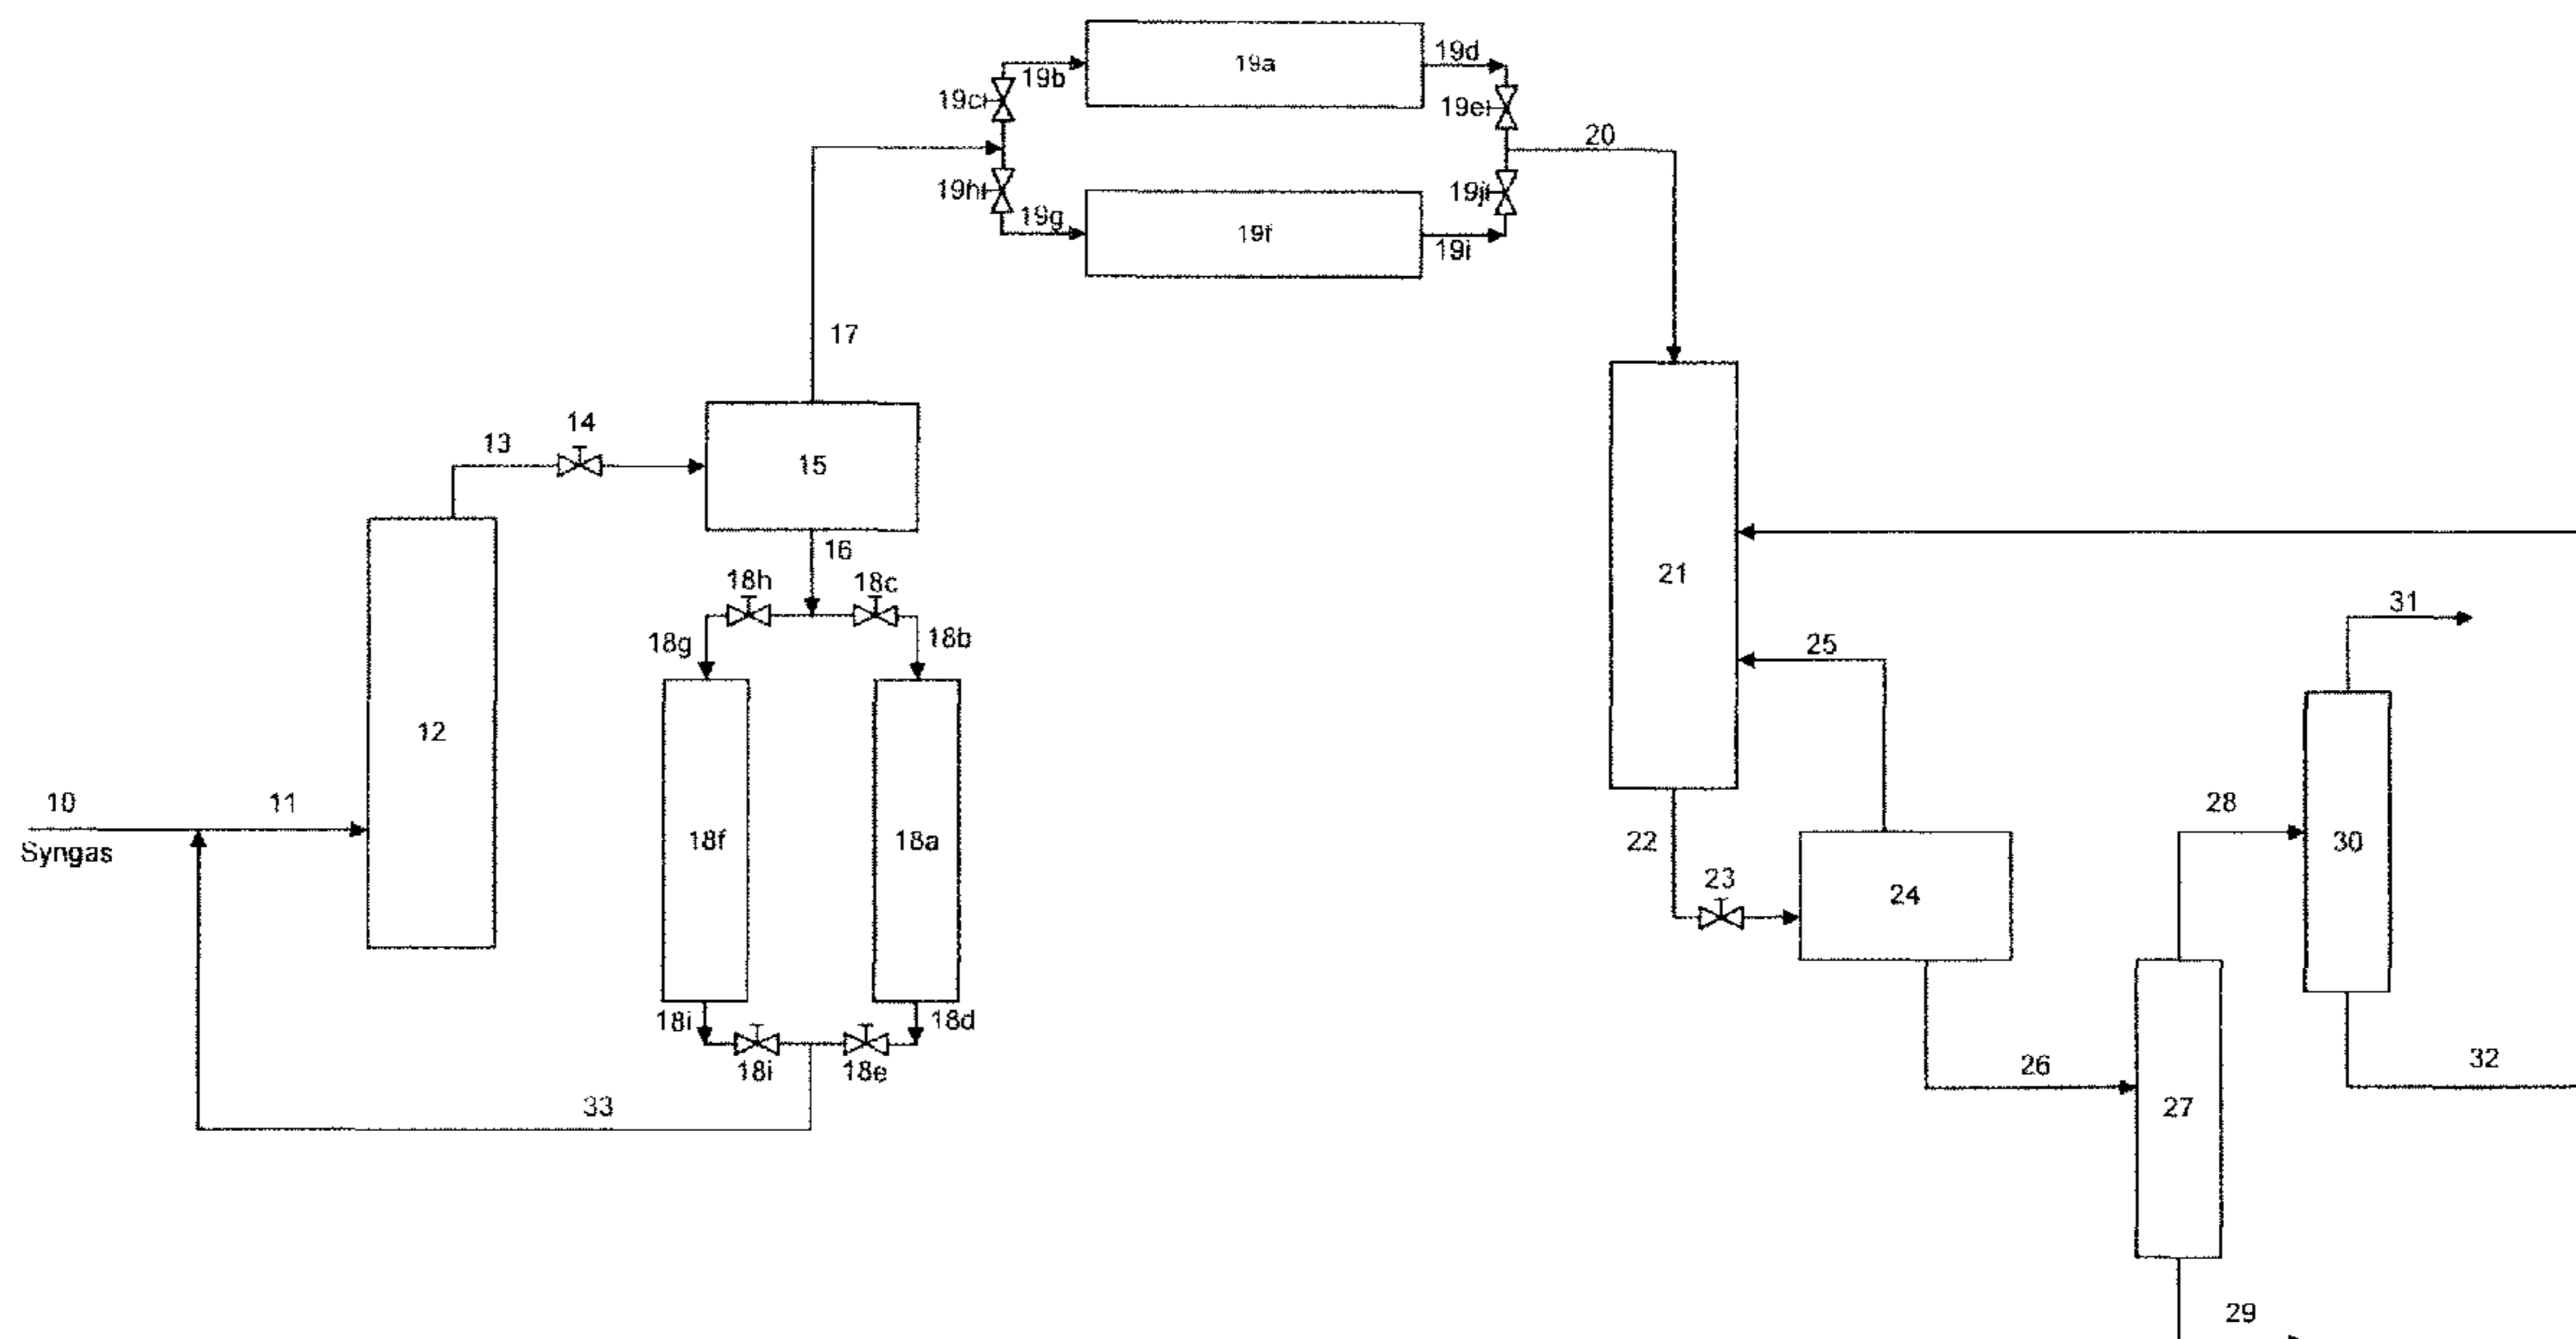 19a
19d
19b
19c
19e
20
19h
19j
19g
19f
19i
17
14
13
15
16
21
18h
18c
31
18g
18b
25
12
10
11
28
Syngas
18f
18a
22
30
23
24
18i
18d
18i
18e
26
32
33
27
29